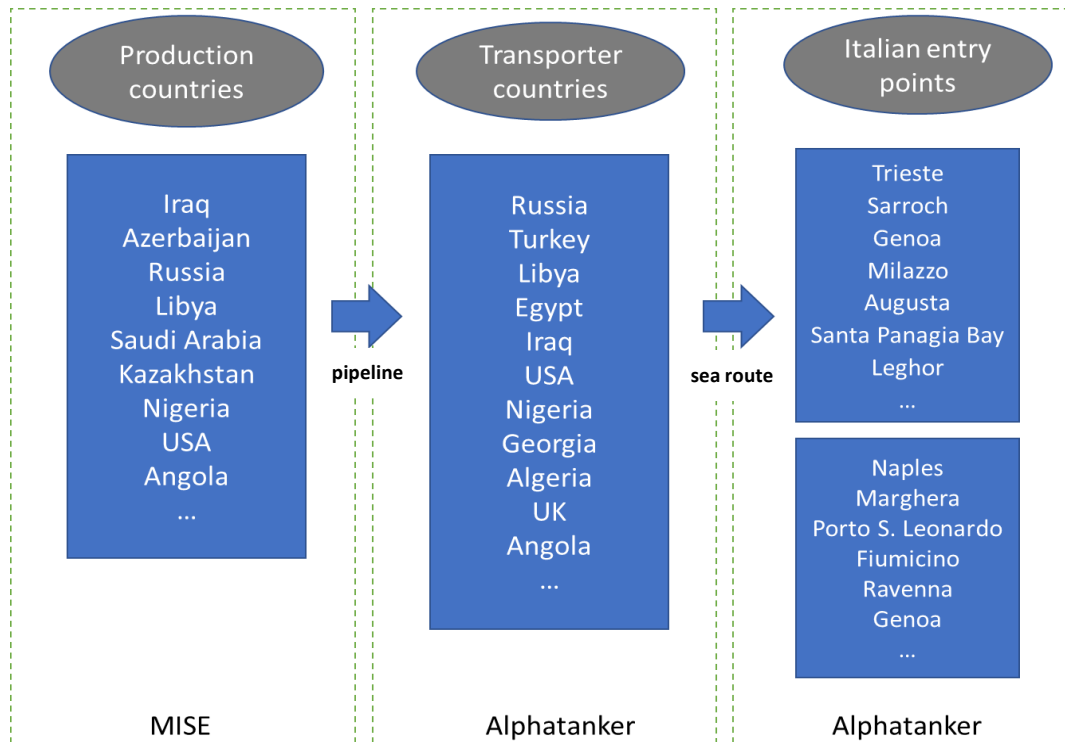 Production
countries
Iraq
Azerbaijan
Russia
Libya
Saudi Arabia
Kazakhstan
Nigeria
USA
Angola
...
MISE
pipeline
Transporter
countries
Russia
Turkey
Libya
Egypt
Iraq
USA
Nigeria
Georgia
Algeria
UK
Angola
...
Alphatanker
sea route
Italian entry
points
Trieste
Sarroch
Genoa
Milazzo
Augusta
Santa Panagia Bay
Leghor
...
Naples
Marghera
Porto S. Leonardo
Fiumicino
Ravenna
Genoa
...
Alphatanker